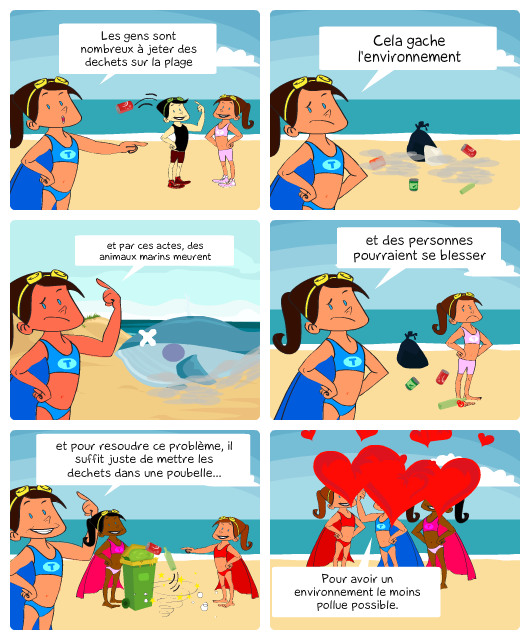 Les gens sont
nombreux à jeter des
dechets sur la plage
Cela gache
l'environnement
et par ces actes, des
animaux marins meurent
et des personnes
pourraient se blesser
et pour resoudre ce problème, il
suffit juste de mettre les
dechets dans une poubelle...
Pour avoir un
environnement le moins
pollue possible.